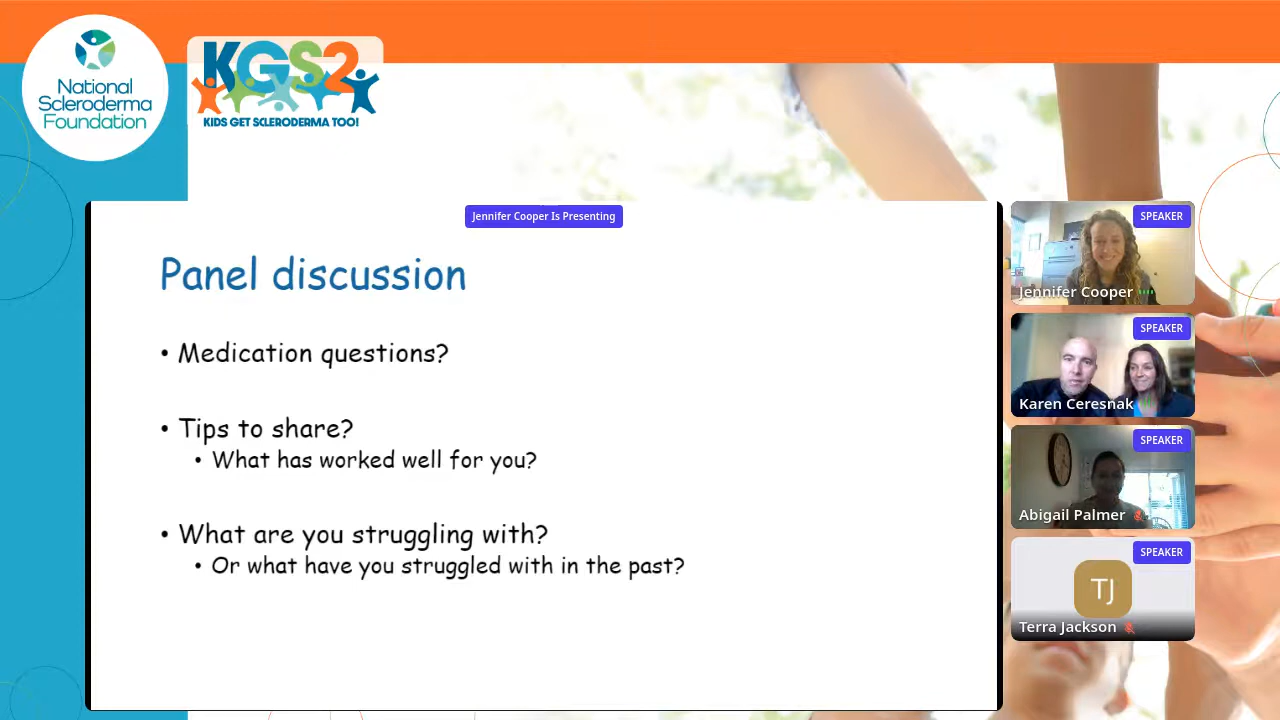 National
Scleroderma
Foundation
KGS2
KIDS GET SCLERODERMA TOO!
Jennifer Cooper Is Presenting
Panel discussion
• Medication questions?
• Tips to share?
• What has worked well for you?
• What are you struggling with?
• Or what have you struggled with in the past?
SPEAKER
Jennifer Cooper
SPEAKER
Karen Ceresnak
SPEAKER
Abigail Palmer
SPEAKER
TJ
Terra Jackson